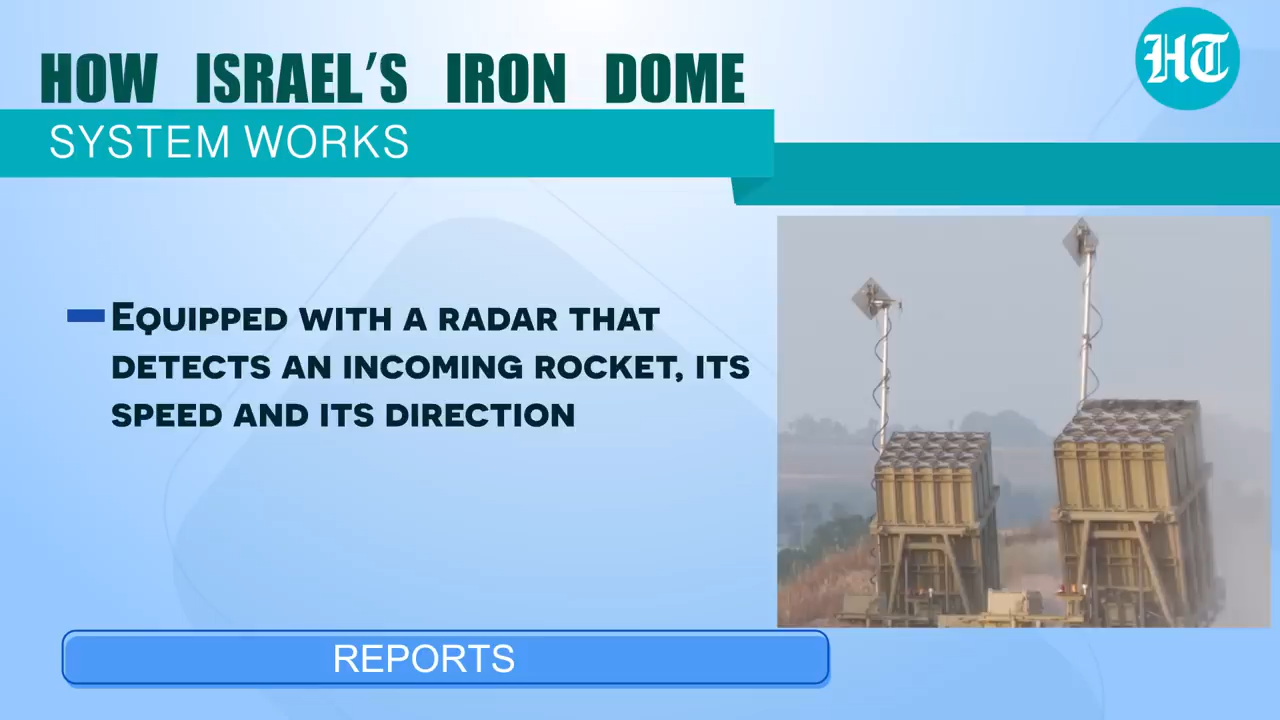 HOW ISRAEL'S IRON DOME
SYSTEM WORKS
HT
EQUIPPED WITH A RADAR THAT
DETECTS AN INCOMING ROCKET, ITS
SPEED AND ITS DIRECTION
REPORTS